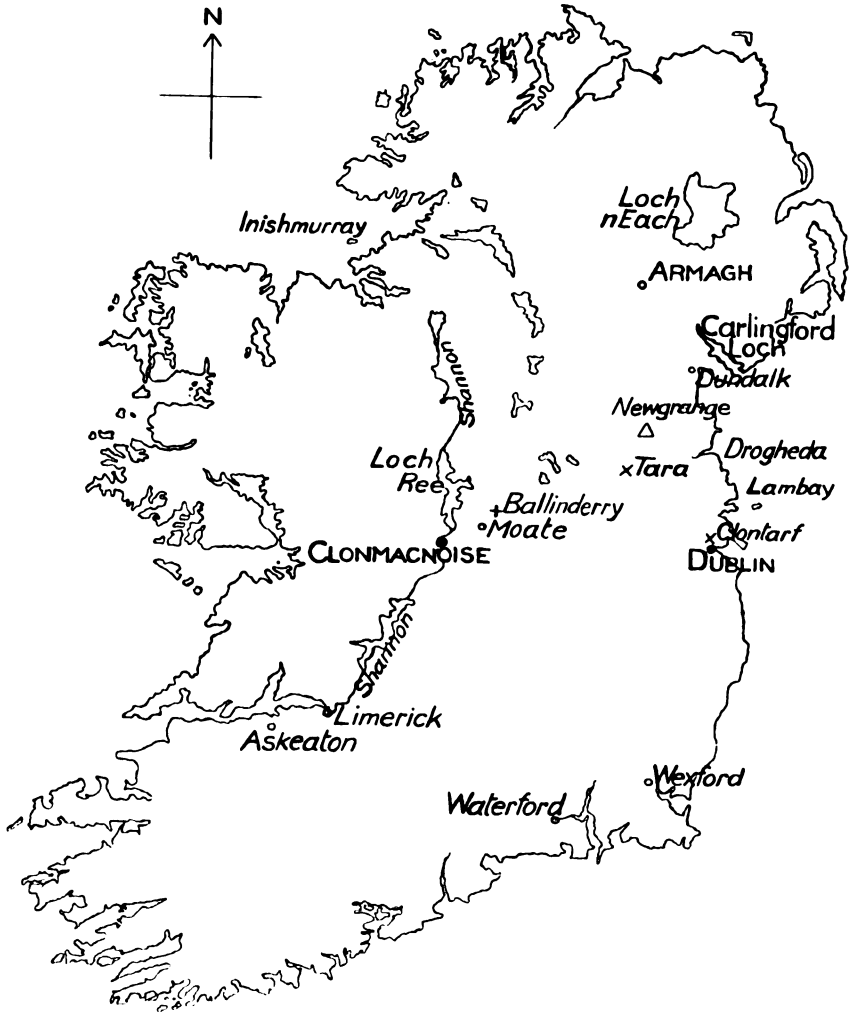 N
Inishmurray
Loch
nEach
ARMAGH
Carlingford
Loch
Dundalk
Shannon
Newgrange
Drogheda
Loch
Ree
Tara
Lambay
Ballinderry
Moate
Clontarf
CLONMACNOISE
DUBLIN
Shannon
Limerick
Askeaton
Wexford
Waterford